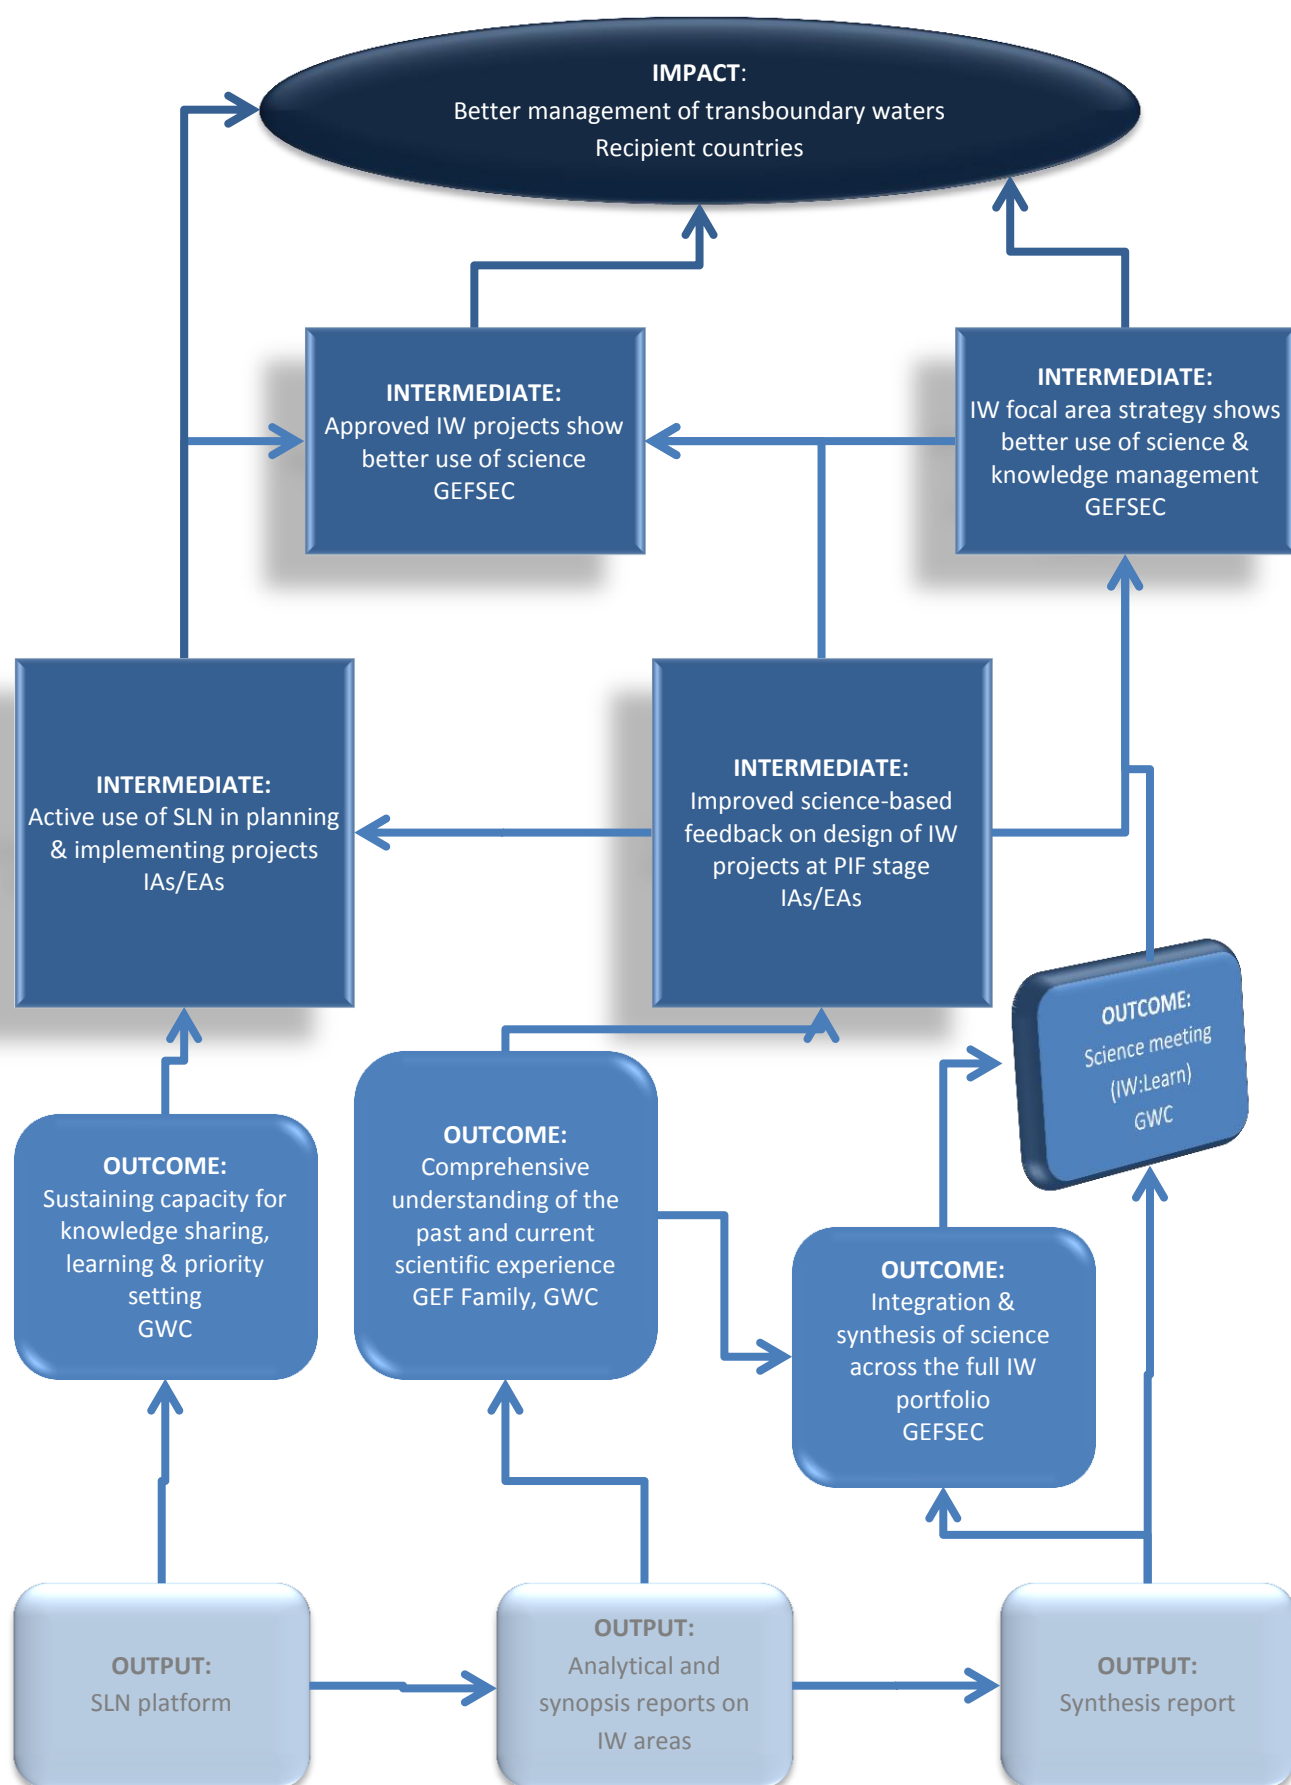 IMPACT:
Better management of transboundary waters
Recipient countries
INTERMEDIATE:
Approved IW projects show
better use of science
GEFSEC
INTERMEDIATE:
IW focal area strategy shows
better use of science &
knowledge management
GEFSEC
INTERMEDIATE:
Active use of SLN in planning
& implementing projects
IAs/EAs
INTERMEDIATE:
Improved science-based
feedback on design of IW
projects at PIF stage
IAs/EAs
OUTCOME:
Science meeting
(IW:Learn)
GWC
OUTCOME:
Sustaining capacity for
knowledge sharing,
learning & priority
setting
GWC
OUTCOME:
Comprehensive
understanding of the
past and current
scientific experience
GEF Family, GWC
OUTCOME:
Integration &
synthesis of science
across the full IW
portfolio
GEFSEC
OUTPUT:
SLN platform
OUTPUT:
Analytical and
synopsis reports on
IW areas
OUTPUT:
Synthesis report